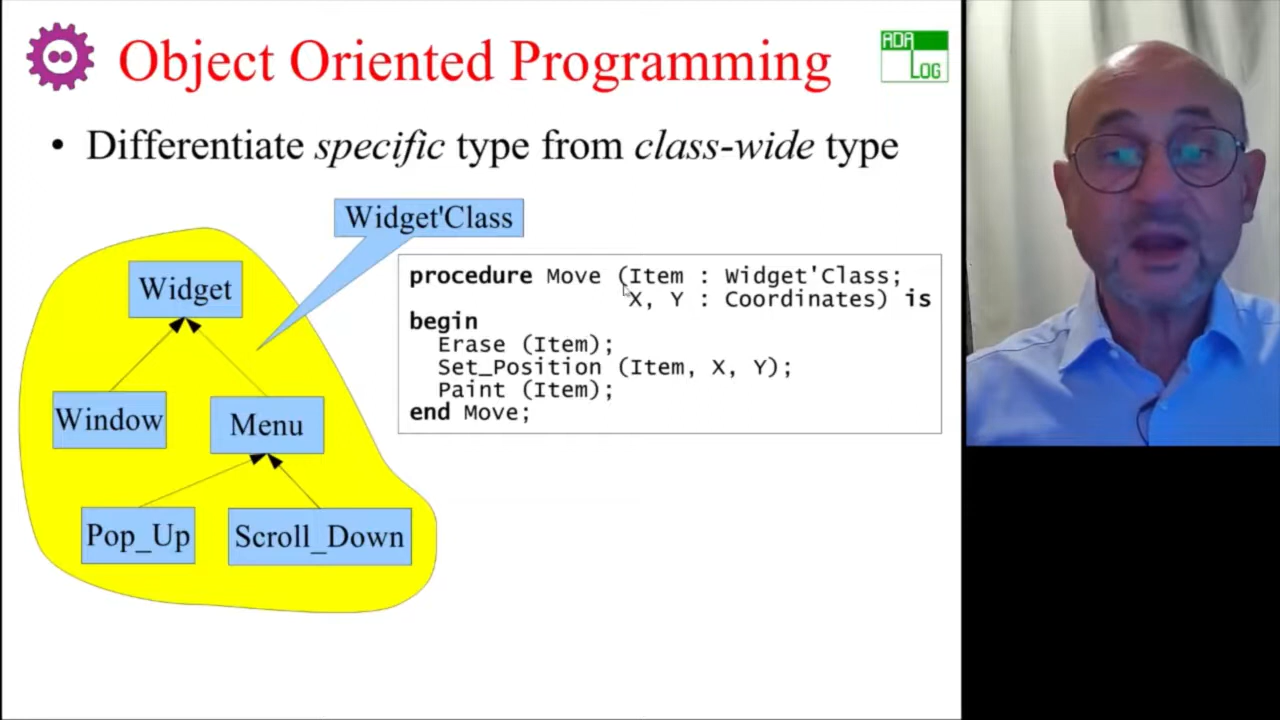 Object Oriented Programming
ADA
LOG
• Differentiate specific type from class-wide type
Widget'Class
Widget
Window
Menu
Pop_Up
Scroll_Down
procedure Move (Item : Widget'Class;
X, Y : Coordinates) is
begin
Erase (Item);
Set_Position (Item, X, Y);
Paint (Item);
end Move;